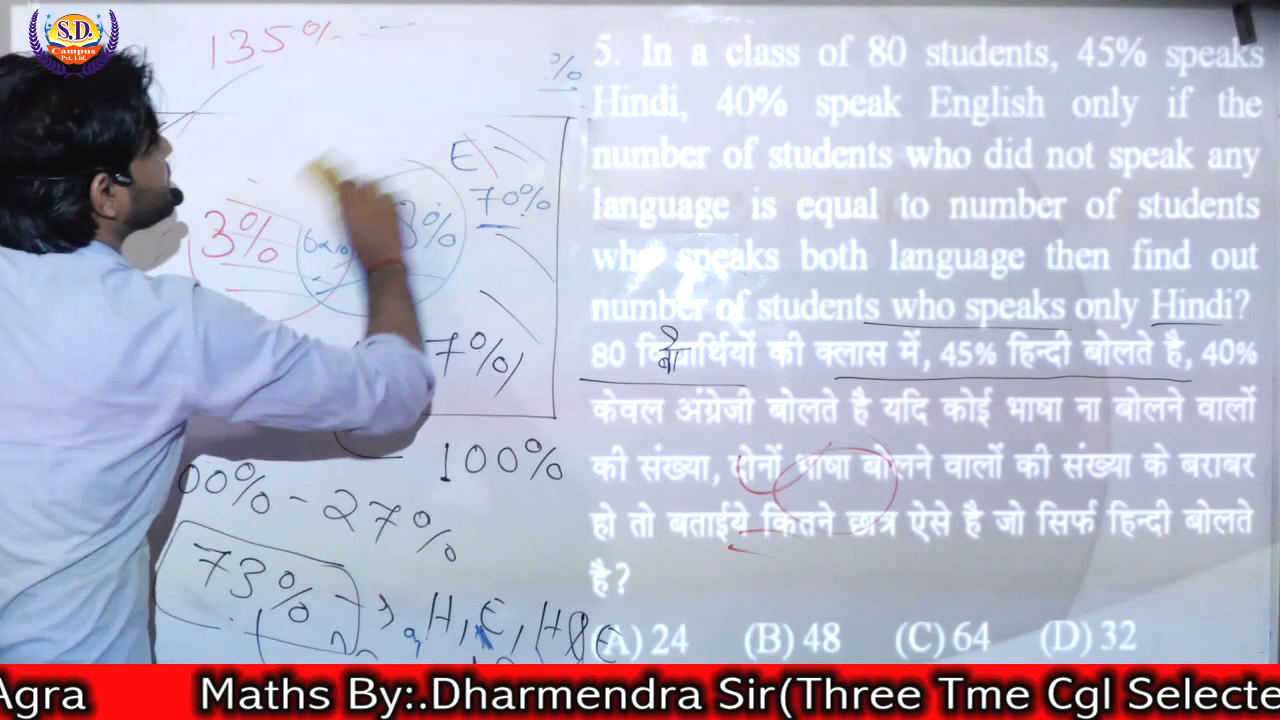 S.D.
Campus
Pvt. Ltd.
135%
%
E
70%
3%
8%
7%
100%
00% - 27%
73%
H, E, H&E
5. In a class of 80 students, 45% speaks
Hindi, 40% speak English only if the
number of students who did not speak any
language is equal to number of students
who speaks both language then find out
number of students who speaks only Hindi?
80 विद्यार्थियों की क्लास में, 45% हिन्दी बोलते है, 40%
केवल अंग्रेजी बोलते है यदि कोई भाषा ना बोलने वालों
की संख्या, दोनों भाषा बोलने वालों की संख्या के बराबर
हो तो बताईये कितने छात्र ऐसे है जो सिर्फ हिन्दी बोलते
है?
(A) 24 (B) 48 (C) 64 (D) 32
Agra Maths By:.Dharmendra Sir(Three Tme Cgl Selecte